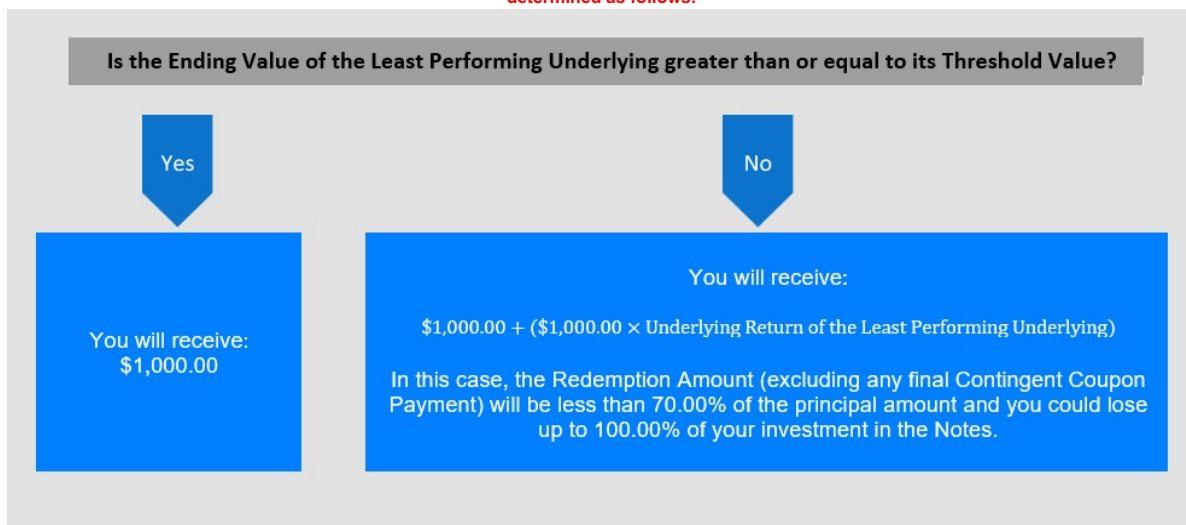 determined as follows:
Is the Ending Value of the Least Performing Underlying greater than or equal to its Threshold Value?
Yes
No
You will receive:
$1,000.00
You will receive:
$1,000.00 + ($1,000.00 × Underlying Return of the Least Performing Underlying)
In this case, the Redemption Amount (excluding any final Contingent Coupon
Payment) will be less than 70.00% of the principal amount and you could lose
up to 100.00% of your investment in the Notes.